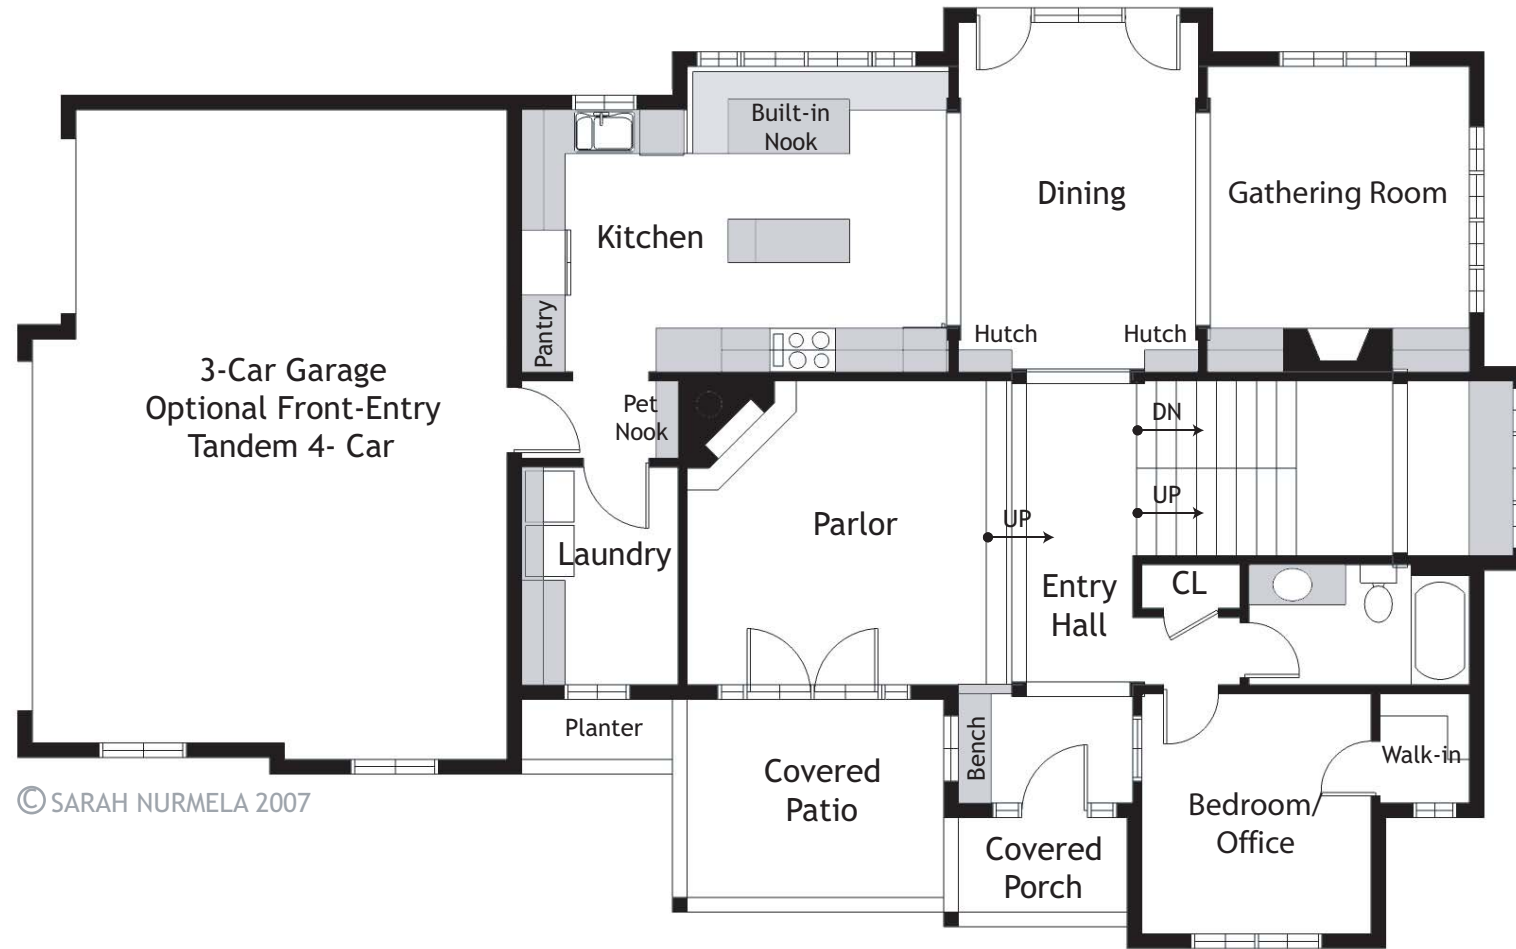 Built-in
Nook
Dining
Gathering Room
Kitchen
Pantry
Hutch
Hutch
3-Car Garage
Optional Front-Entry
Tandem 4- Car
Pet
Nook
DN
UP
UP
Parlor
Laundry
Entry
Hall
CL
Planter
Bench
Walk-in
Covered
Patio
Bedroom/
Office
Covered
Porch
© SARAH NURMELA 2007